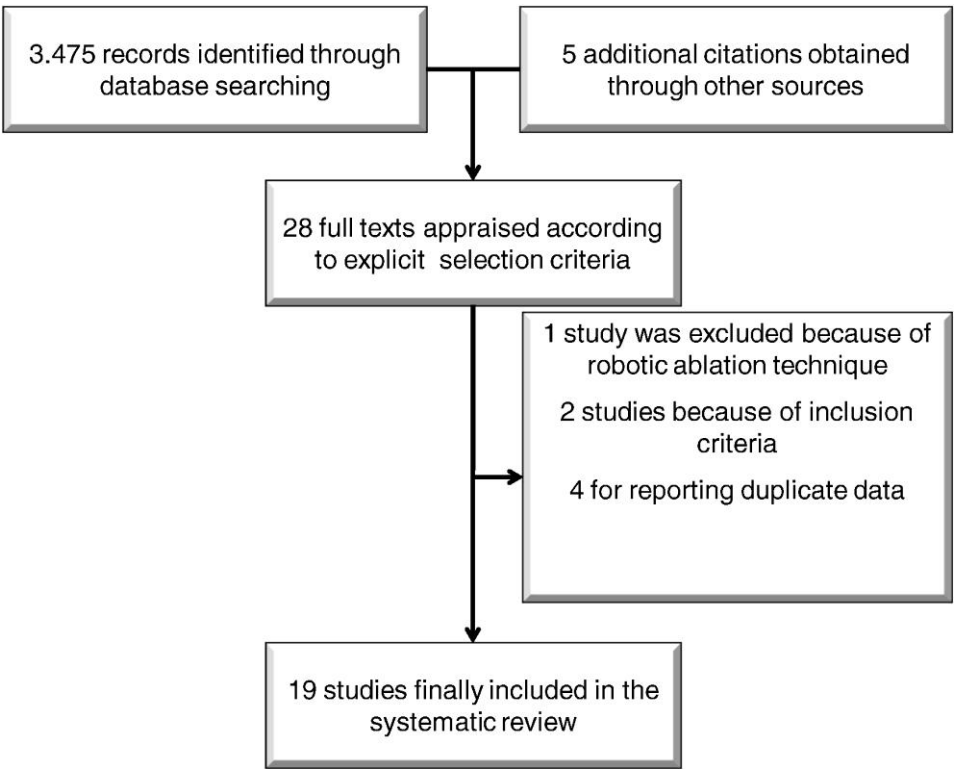 3.475 records identified through
database searching
5 additional citations obtained
through other sources
28 full texts appraised according
to explicit selection criteria
1 study was excluded because of
robotic ablation technique
2 studies because of inclusion
criteria
4 for reporting duplicate data
19 studies finally included in the
systematic review